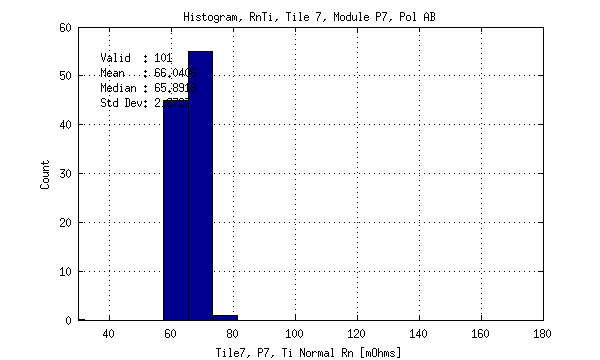 Histogram, RnTi, Tile 7, Module P7, Pol AB
60
50
40
30
20
10
0
Count
Valid : 101
Mean : 66.0406
Median : 65.891
Std Dev:
40 60 80 100 120 140 160 180
Tile7, P7, Ti Normal Rn [mOhms]